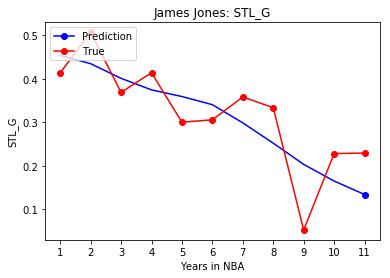 James Jones: STL_G
Prediction
True
STL_G
0.5
0.4
0.3
0.2
0.1
1 2 3 4 5 6 7 8 9 10 11
Years in NBA